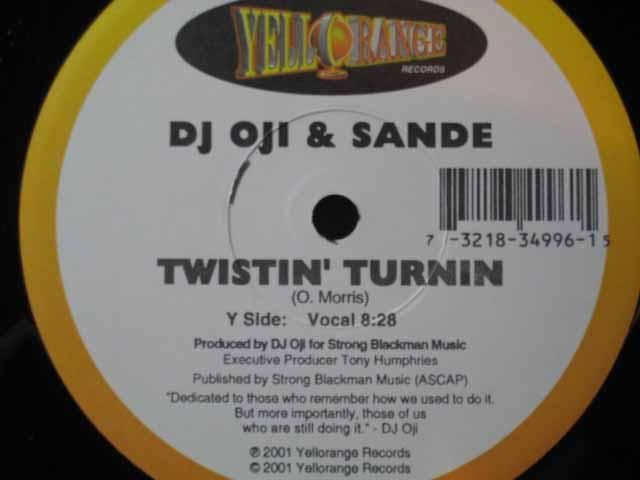 YELLORANGE
RECORDS
DJ OJI & SANDE
7 -3218-34996-1 5
TWISTIN' TURNIN
(O. Morris)
Y Side: Vocal 8:28
Produced by DJ Oji for Strong Blackman Music
Executive Producer Tony Humphries
Published by Strong Blackman Music (ASCAP)
"Dedicated to those who remember how we used to do it.
But more importantly, those of us
who are still doing it." - DJ Oji
℗ 2001 Yellorange Records
© 2001 Yellorange Records